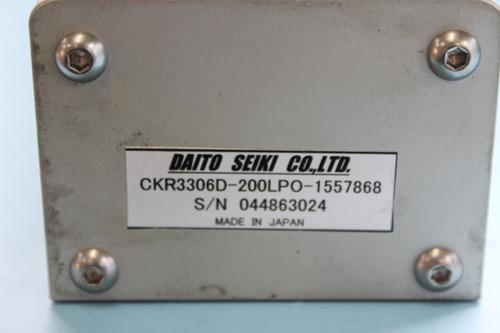 DAITO SEIKI CO.,LTD.
CKR3306D-200LPO-1557868
S/N 044863024
MADE IN JAPAN